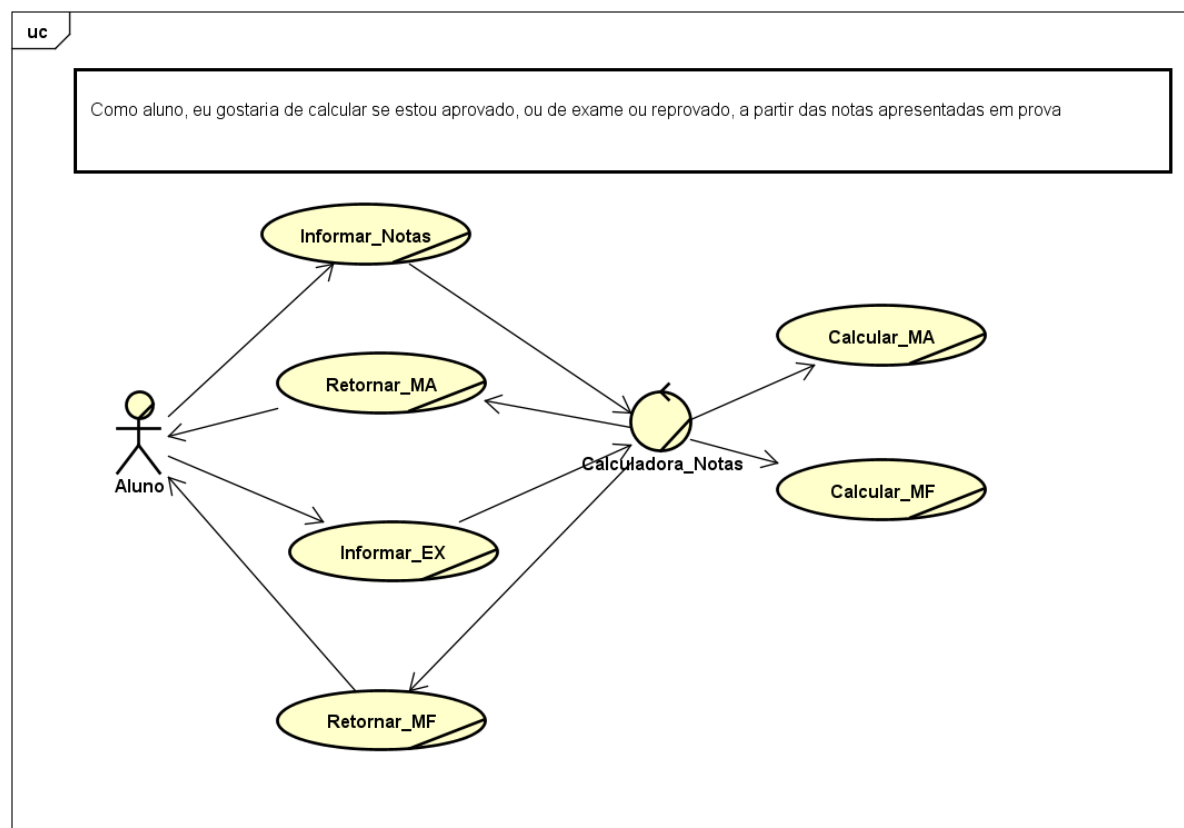 uc
Como aluno, eu gostaria de calcular se estou aprovado, ou de exame ou reprovado, a partir das notas apresentadas em prova
Informar_Notas
Calcular_MA
Retornar_MA
Calculadora_Notas
Aluno
Calcular_MF
Informar_EX
Retornar_MF